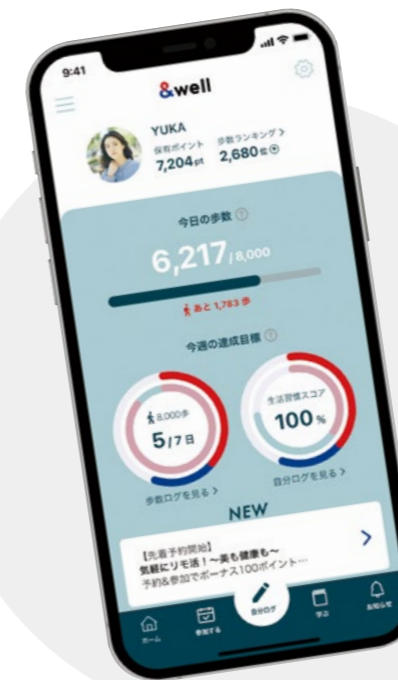 9:41
&well
YUKA
保有ポイント
7,204pt
歩数ランキング >
2,680位
今日の歩数 ?
6,217/8,000
あと 1,783 歩
今週の達成目標 ?
8,000歩
5/7 日
歩数ログを見る >
生活習慣スコア
100 %
自分ログを見る >
NEW
【先着予約開始】
気軽にリモ活!〜美も健康も〜
予約&参加でボーナス100ポイント…
ホーム
参加する
自分ログ
学ぶ
お知らせ